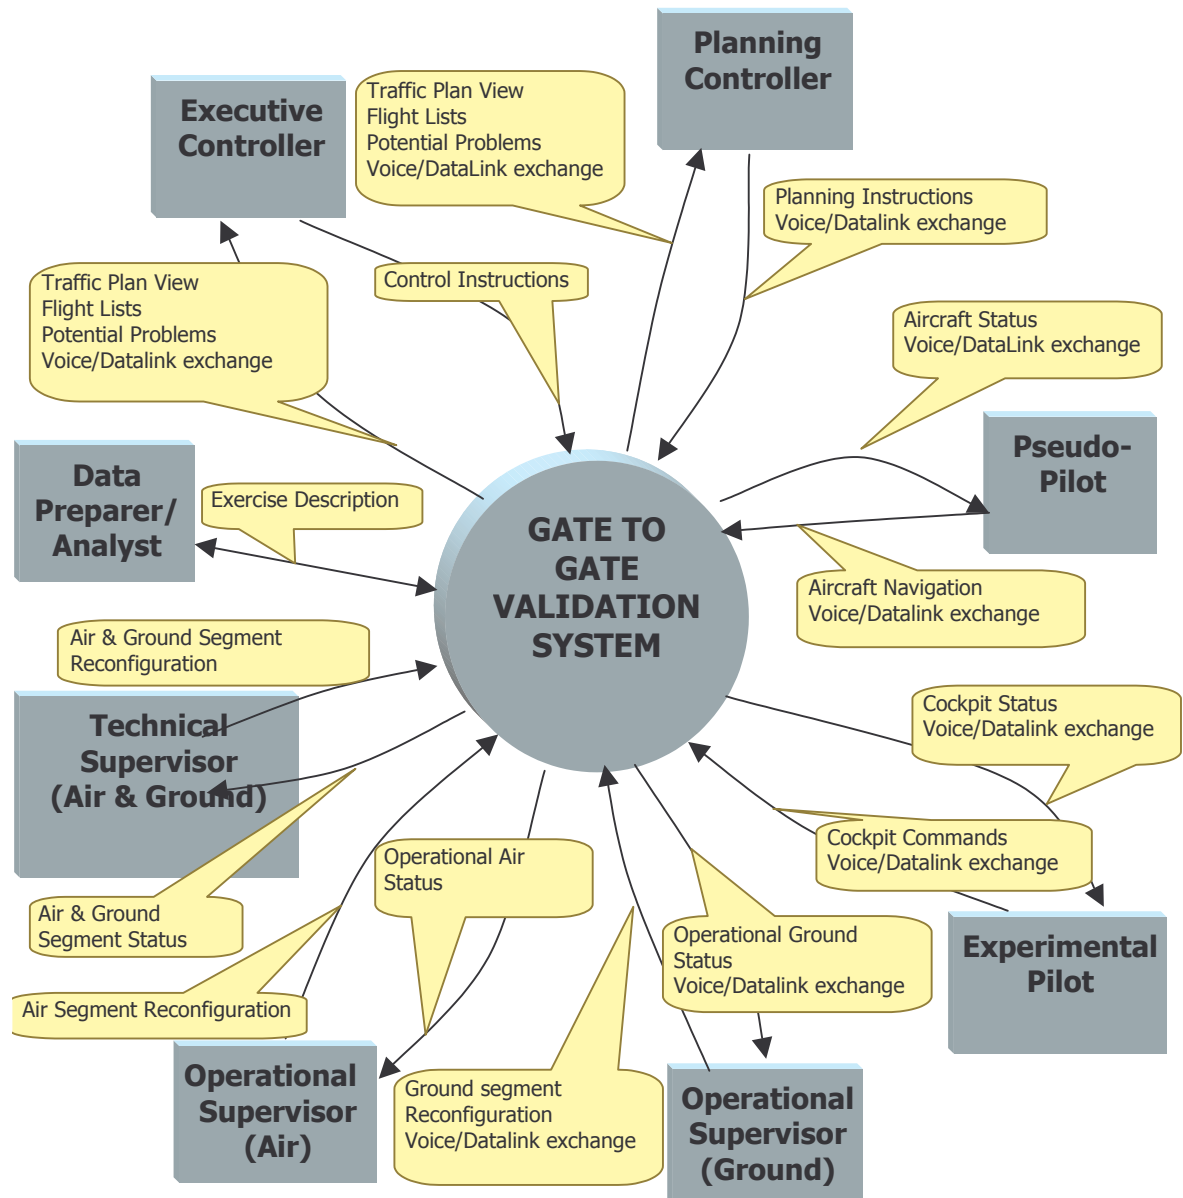 Planning
Controller
Executive
Controller
Traffic Plan View
Flight Lists
Potential Problems
Voice/DataLink exchange
Planning Instructions
Voice/Datalink exchange
Traffic Plan View
Flight Lists
Potential Problems
Voice/Datalink exchange
Control Instructions
Aircraft Status
Voice/DataLink exchange
Data
Preparer/
Analyst
Exercise Description
Pseudo-
Pilot
GATE TO
GATE
VALIDATION
SYSTEM
Aircraft Navigation
Voice/Datalink exchange
Air & Ground Segment
Reconfiguration
Technical
Supervisor
(Air & Ground)
Cockpit Status
Voice/Datalink exchange
Cockpit Commands
Voice/Datalink exchange
Operational Air
Status
Air & Ground
Segment Status
Operational Ground
Status
Voice/Datalink exchange
Experimental
Pilot
Air Segment Reconfiguration
Operational
Supervisor
(Air)
Ground segment
Reconfiguration
Voice/Datalink exchange
Operational
Supervisor
(Ground)